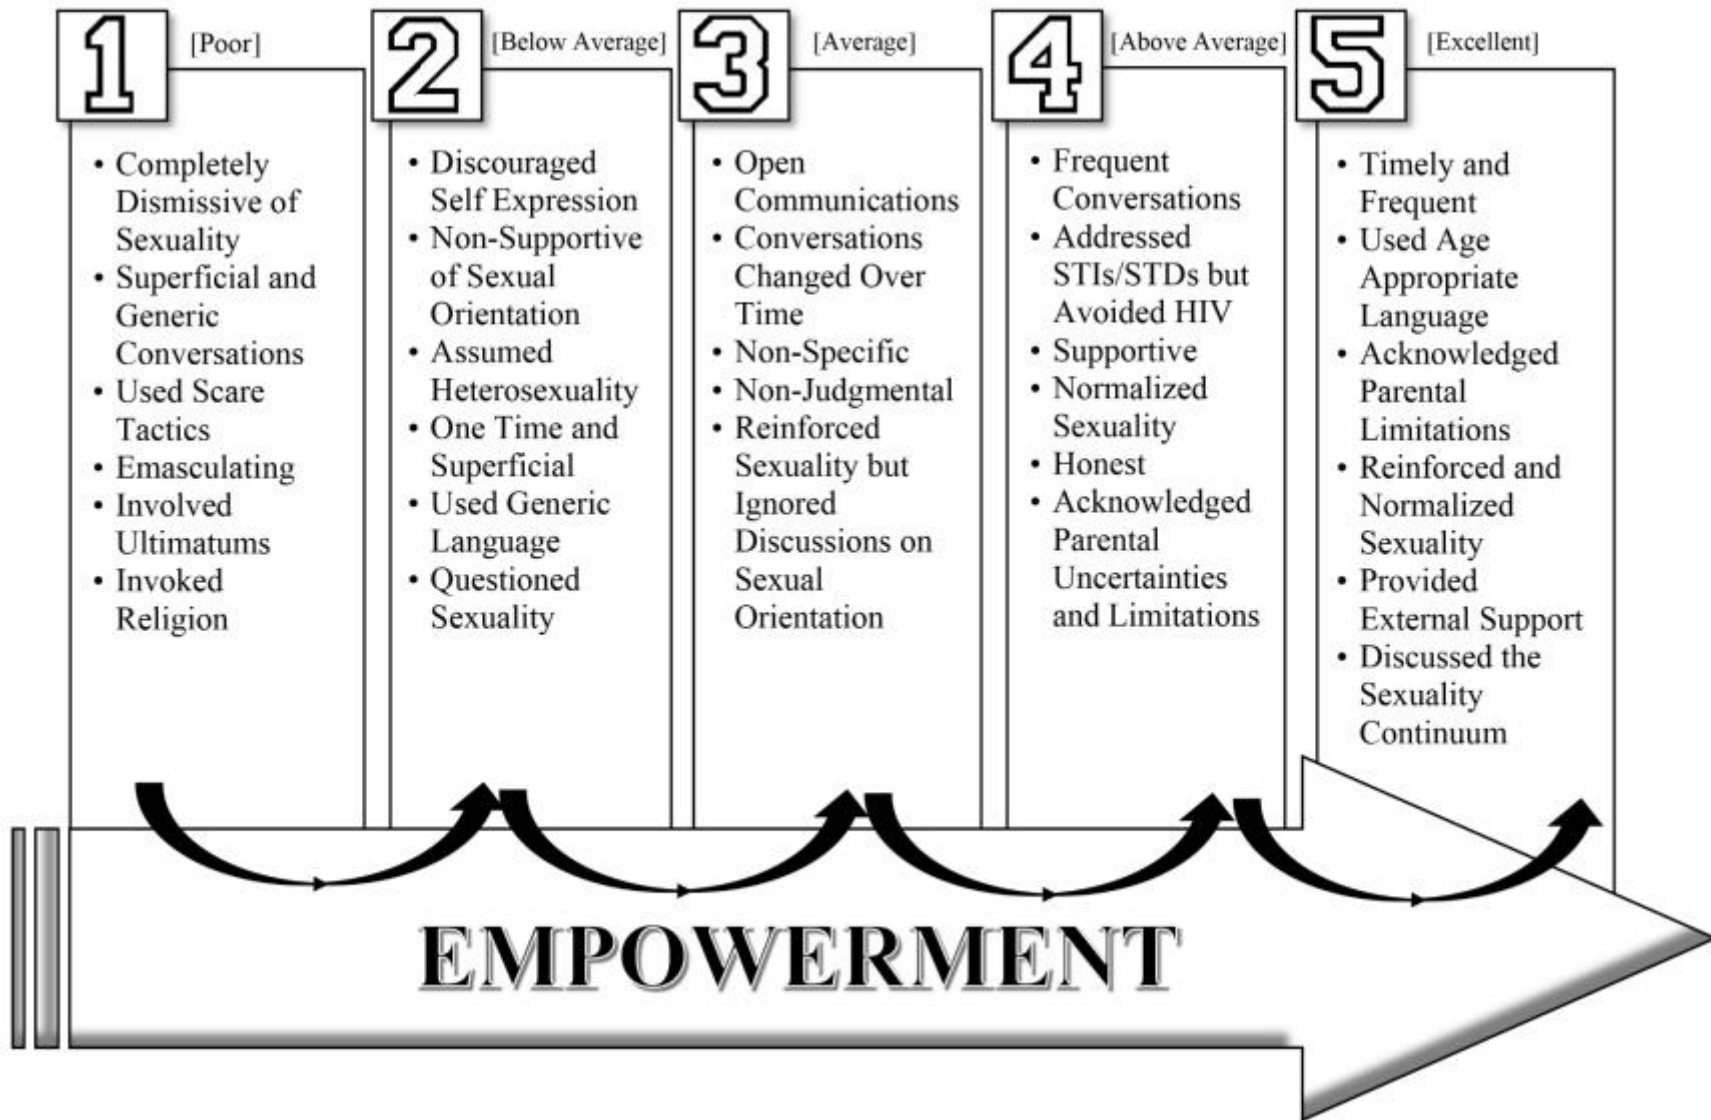 1
[Poor]
• Completely
Dismissive of
Sexuality
• Superficial and
Generic
Conversations
• Used Scare
Tactics
• Emasculating
• Involved
Ultimatums
• Invoked
Religion
2
[Below Average]
• Discouraged
Self Expression
• Non-Supportive
of Sexual
Orientation
• Assumed
Heterosexuality
• One Time and
Superficial
• Used Generic
Language
• Questioned
Sexuality
3
[Average]
• Open
Communications
• Conversations
Changed Over
Time
• Non-Specific
• Non-Judgmental
• Reinforced
Sexuality but
Ignored
Discussions on
Sexual
Orientation
4
[Above Average]
• Frequent
Conversations
• Addressed
STIs/STDs but
Avoided HIV
• Supportive
• Normalized
Sexuality
• Honest
• Acknowledged
Parental
Uncertainties
and Limitations
5
[Excellent]
• Timely and
Frequent
• Used Age
Appropriate
Language
• Acknowledged
Parental
Limitations
• Reinforced and
Normalized
Sexuality
• Provided
External Support
• Discussed the
Sexuality
Continuum
EMPOWERMENT